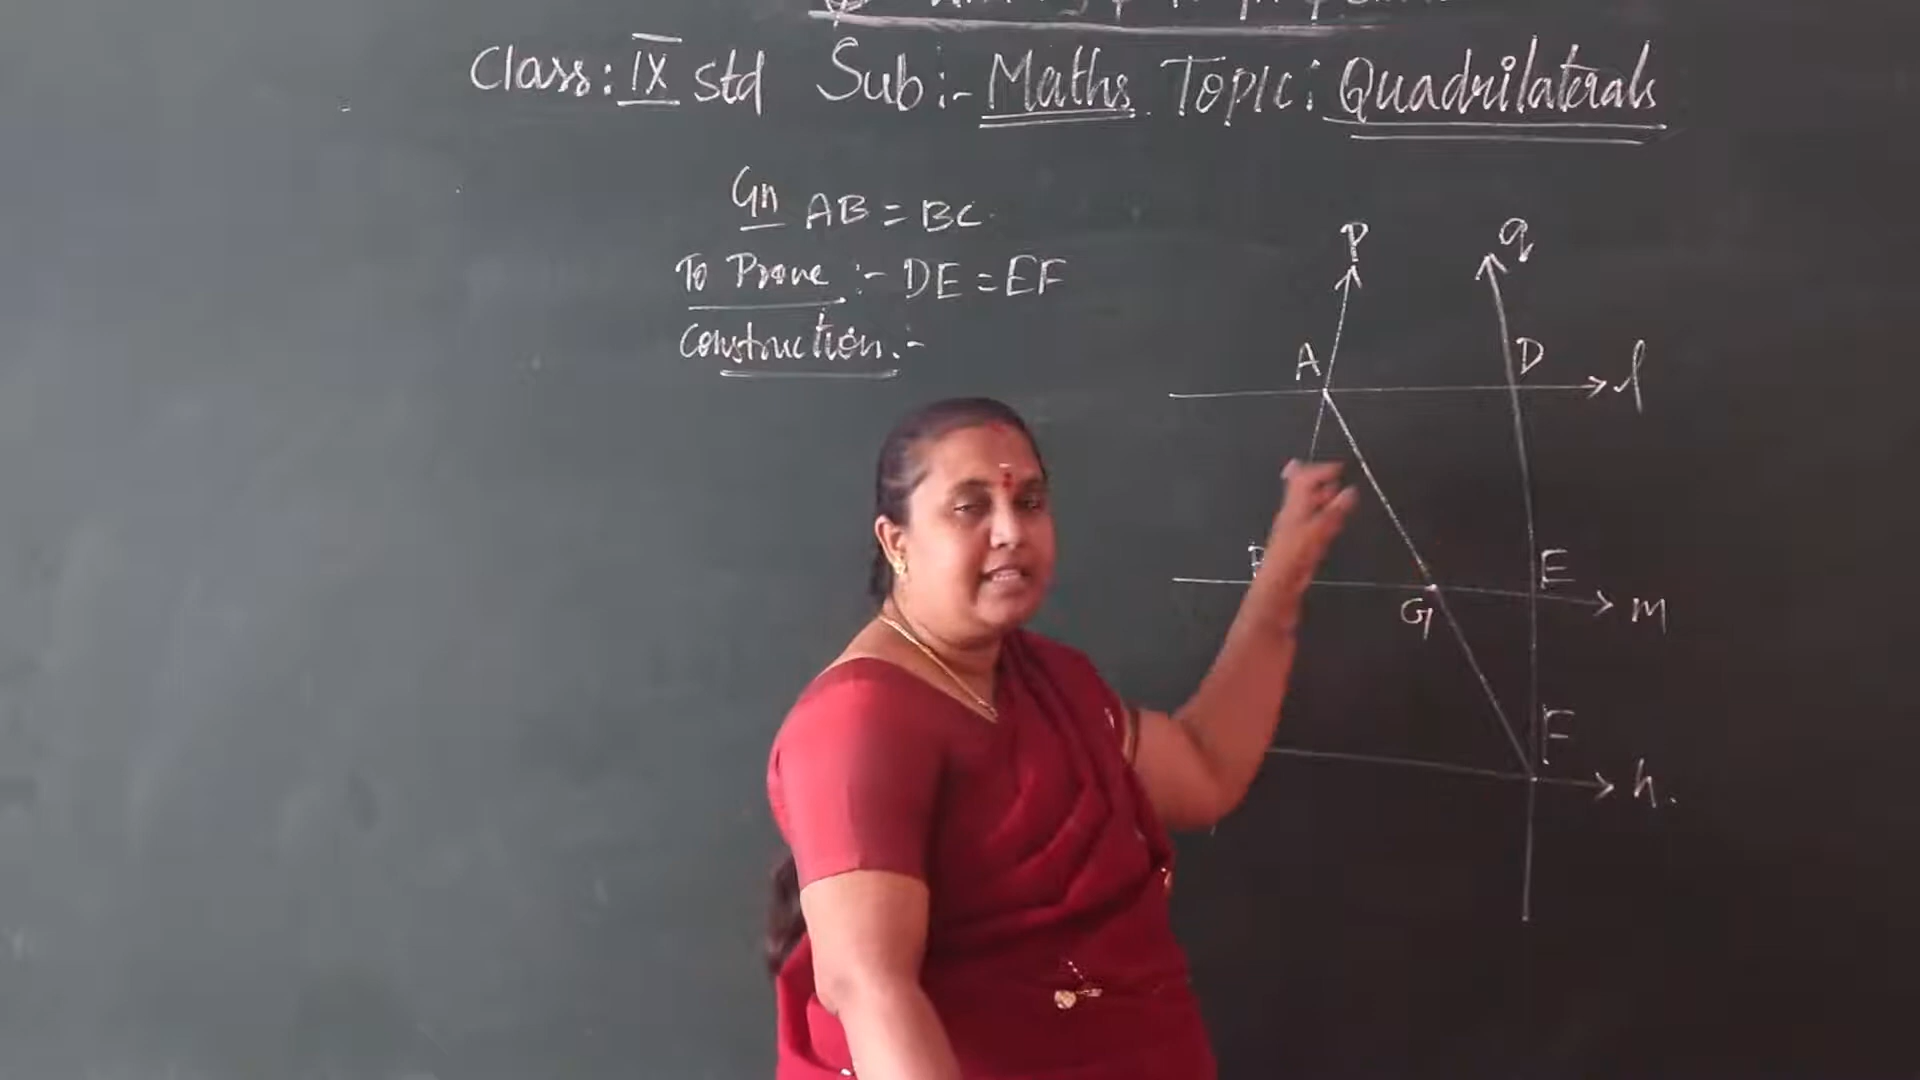 Class: IX Std Sub:- Maths Topic: Quadrilaterals
Gn AB = BC
To Prove :- DE = EF
Construction:-
P q
A D l
E
G m
F
h.